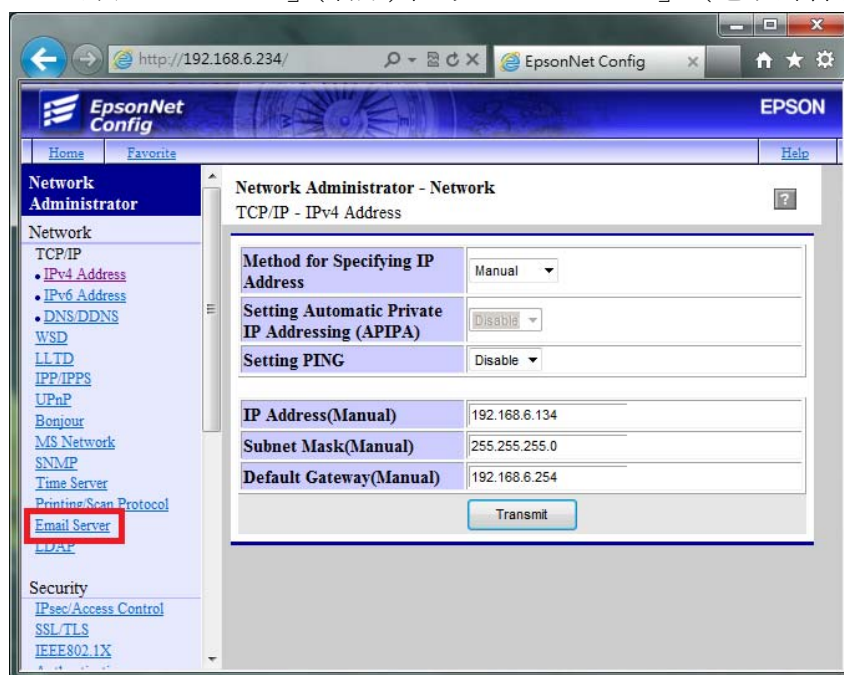 http://192.168.6.234/
EpsonNet Config
EpsonNet
Config
EPSON
Home Favorite Help
Network
Administrator
Network
TCP/IP
IPv4 Address
IPv6 Address
DNS/DDNS
WSD
LLTD
IPP/IPPS
UPnP
Bonjour
MS Network
SNMP
Time Server
Printing/Scan Protocol
Email Server
LDAP
Security
IPsec/Access Control
SSL/TLS
IEEE802.1X
Network Administrator - Network
TCP/IP - IPv4 Address
?
Method for Specifying IP
Address
Manual
Setting Automatic Private
IP Addressing (APIPA)
Disable
Setting PING Disable
IP Address(Manual) 192.168.6.134
Subnet Mask(Manual) 255.255.255.0
Default Gateway(Manual) 192.168.6.254
Transmit